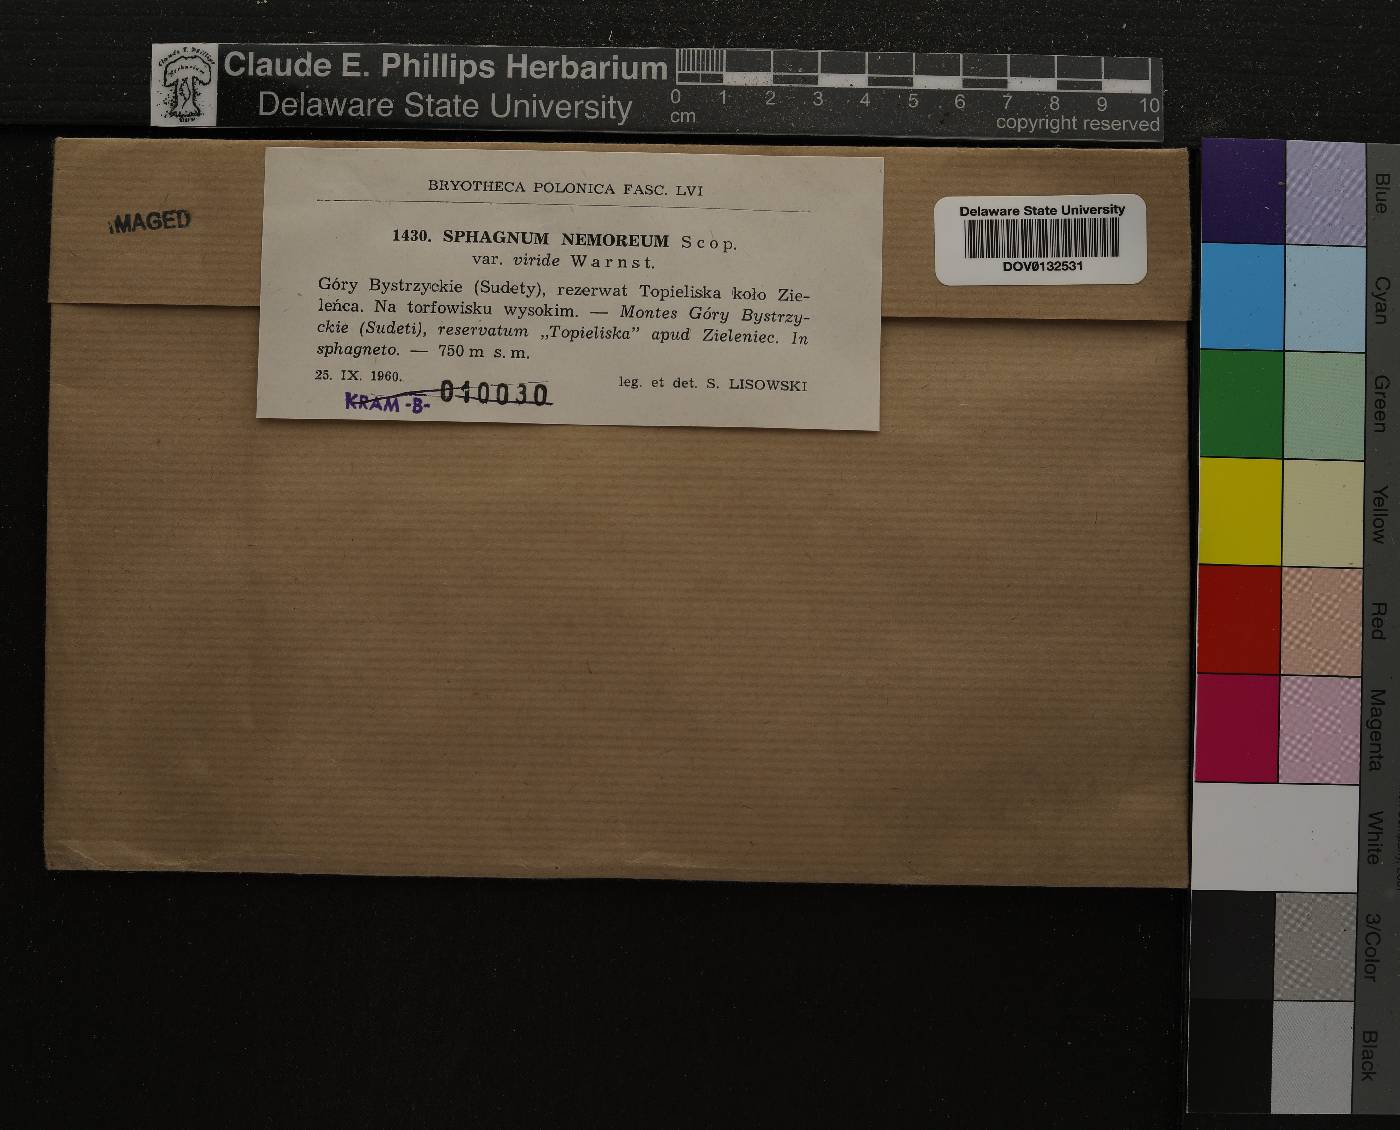 Claude E. Phillips Herbarium
Delaware State University
0 1 2 3 4 5 6 7 8 9 10
cm
copyright reserved
IMAGED
BRYOTHECA POLONICA FASC. LVI
1430. SPHAGNUM NEMOREUM Scop.
var. viride Warnst.
Góry Bystrzyckie (Sudety), rezerwat Topieliska koło Zie-
leńca. Na torfowisku wysokim. — Montes Góry Bystrzy-
ckie (Sudeti), reservatum „Topieliska” apud Zieleniec. In
sphagneto. — 750 m s. m.
25. IX. 1960.
leg. et det. S. LISOWSKI
KRAM -B- 010030
Delaware State University
DOV0132531
Blue
Cyan
Green
Yellow
Red
Magenta
White
3/Color
Black